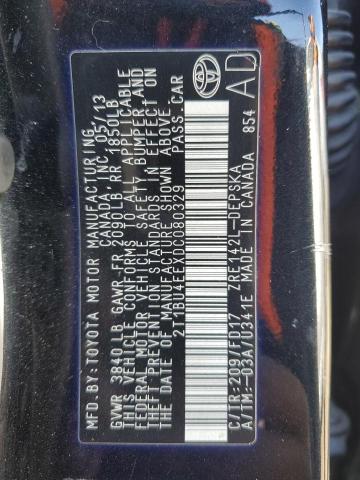 MFD.BY:TOYOTA MOTOR MANUFACTURING
CANADA, INC. 05/13
GVWR 3840LB GAWR-FR 2090LB RR 1850LB
THIS VEHICLE CONFORMS TO ALL APPLICABLE
FEDERAL MOTOR VEHICLE SAFETY, BUMPER, AND
THEFT PREVENTION STANDARDS IN EFFECT ON
THE DATE OF MANUFACTURE SHOWN ABOVE.
2T1BU4EEXDC080329 PASS.CAR
C/TR:209/FD17 ZRE142L-DEPSKA
A/TM:-03A/U341E MADE IN CANADA 854
TOYOTA
AD